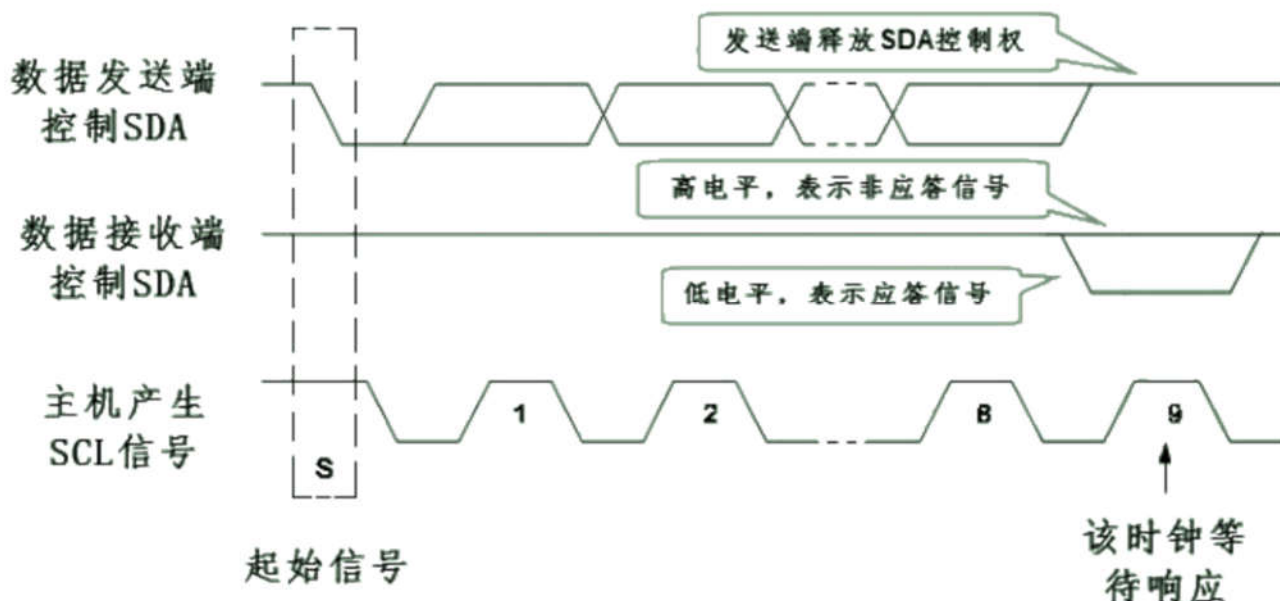 发送端释放SDA控制权
数据发送端
控制SDA
高电平，表示非应答信号
数据接收端
控制SDA
低电平，表示应答信号
主机产生
SCL信号
1
2
8
9
S
起始信号
该时钟等
待响应